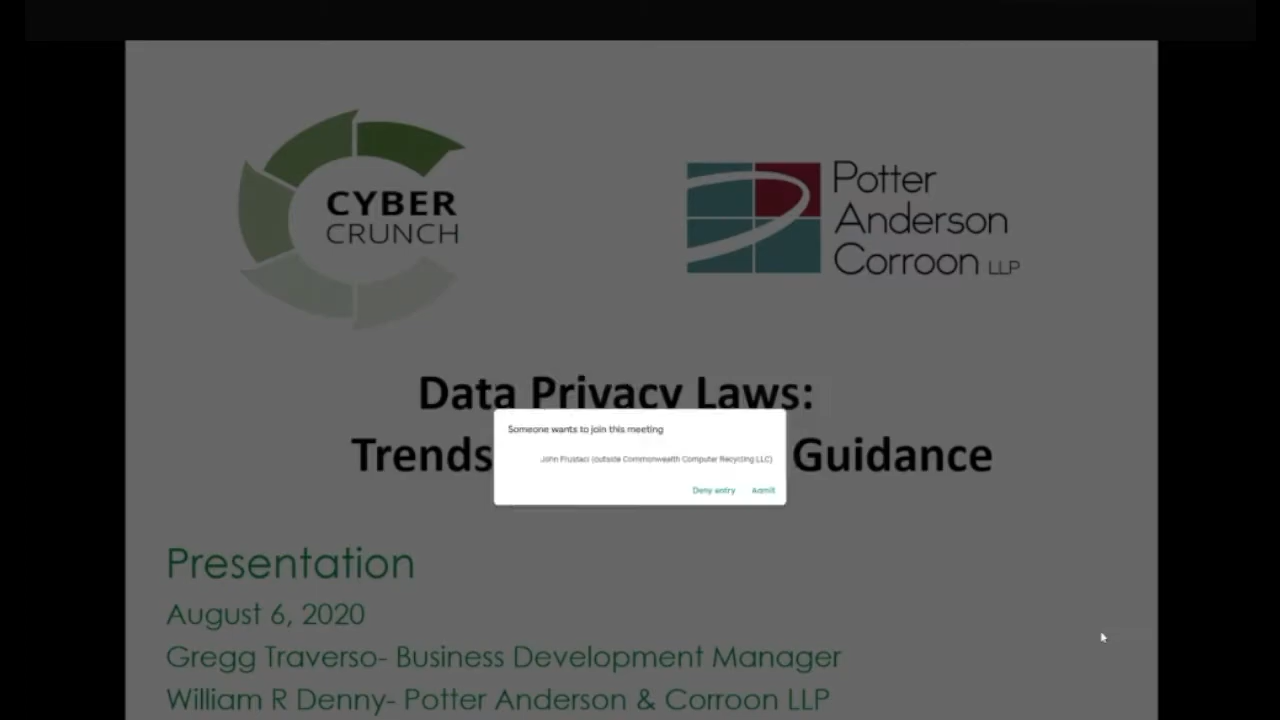 CYBER
CRUNCH
Potter
Anderson
Corroon LLP
Data Privacy Laws:
Trends Guidance
Someone wants to join this meeting
John Frustaci (outside Commonwealth Computer Recycling LLC)
Deny entry Admit
Presentation
August 6, 2020
Gregg Traverso- Business Development Manager
William R Denny- Potter Anderson & Corroon LLP